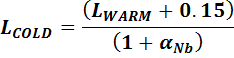 L_COLD = (L_WARM + 0.15) / (1 + α_Nb)